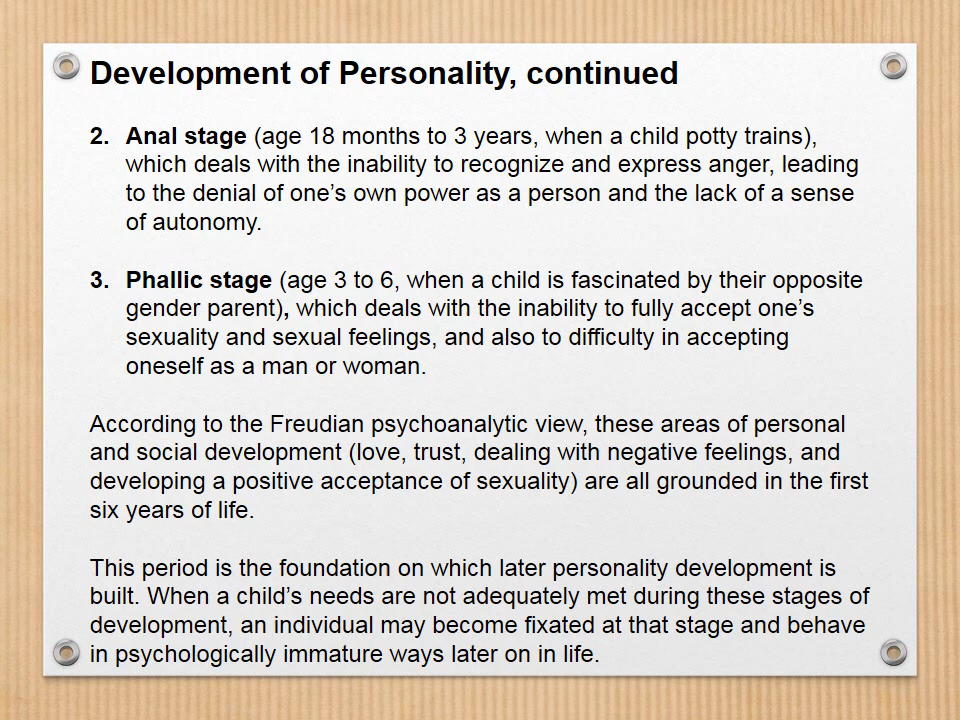 Development of Personality, continued
2. Anal stage (age 18 months to 3 years, when a child potty trains),
which deals with the inability to recognize and express anger, leading
to the denial of one’s own power as a person and the lack of a sense
of autonomy.
3. Phallic stage (age 3 to 6, when a child is fascinated by their opposite
gender parent), which deals with the inability to fully accept one’s
sexuality and sexual feelings, and also to difficulty in accepting
oneself as a man or woman.
According to the Freudian psychoanalytic view, these areas of personal
and social development (love, trust, dealing with negative feelings, and
developing a positive acceptance of sexuality) are all grounded in the first
six years of life.
This period is the foundation on which later personality development is
built. When a child’s needs are not adequately met during these stages of
development, an individual may become fixated at that stage and behave
in psychologically immature ways later on in life.